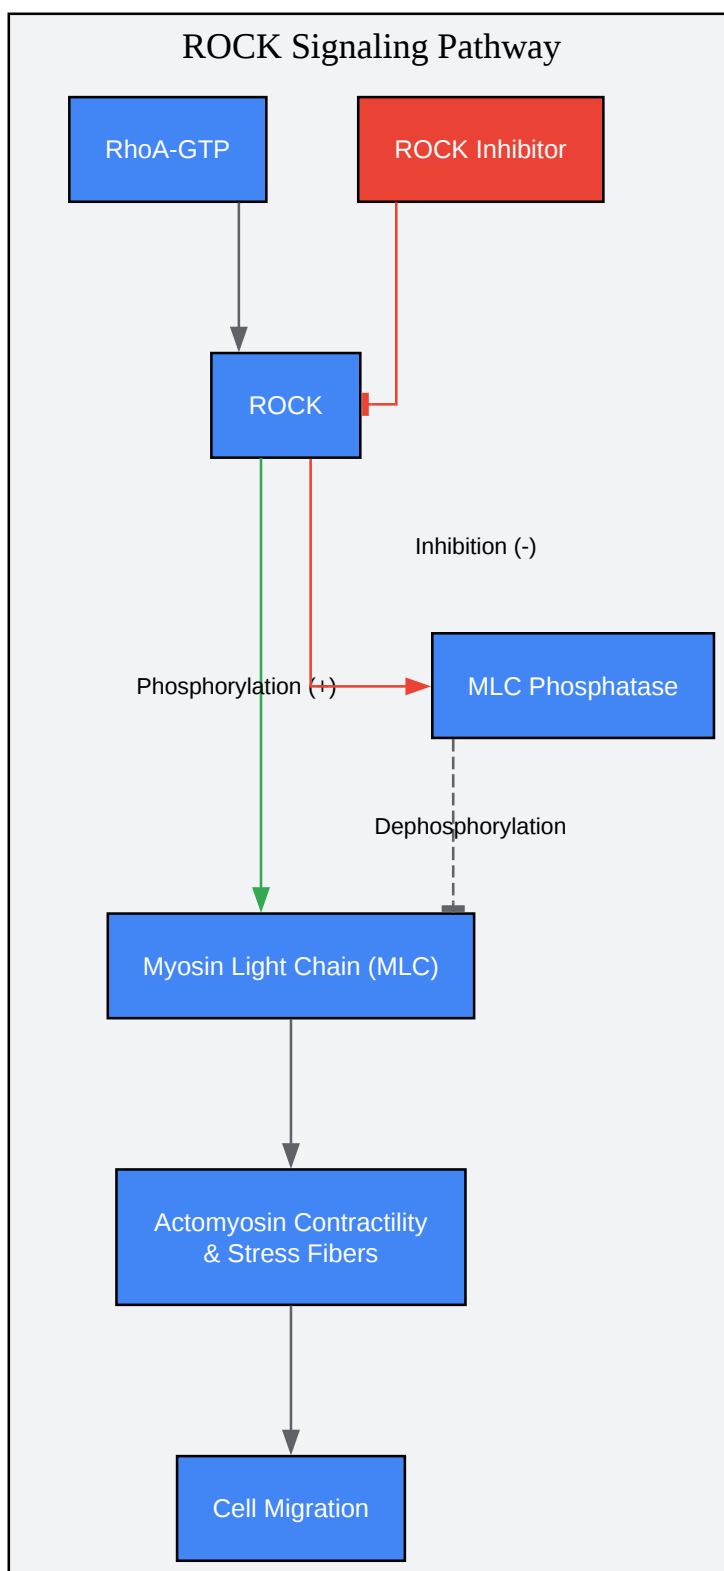 ROCK Signaling Pathway
RhoA-GTP
ROCK Inhibitor
ROCK
Inhibition (-)
Phosphorylation (+)
MLC Phosphatase
Dephosphorylation
Myosin Light Chain (MLC)
Actomyosin Contractility
& Stress Fibers
Cell Migration